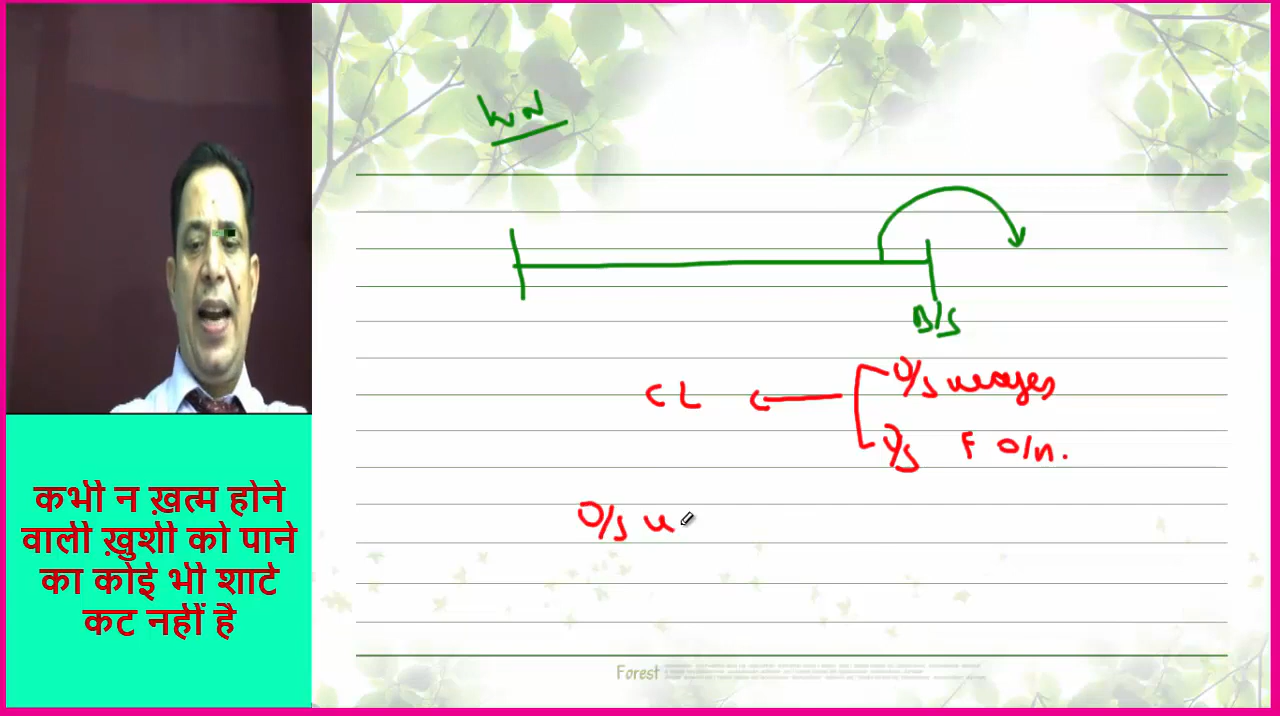 WN
B/S
CL
O/S wages
O/S F O/H.
O/S w
कभी न ख़त्म होने
वाली ख़ुशी को पाने
का कोई भी शार्ट
कट नहीं है
Forest